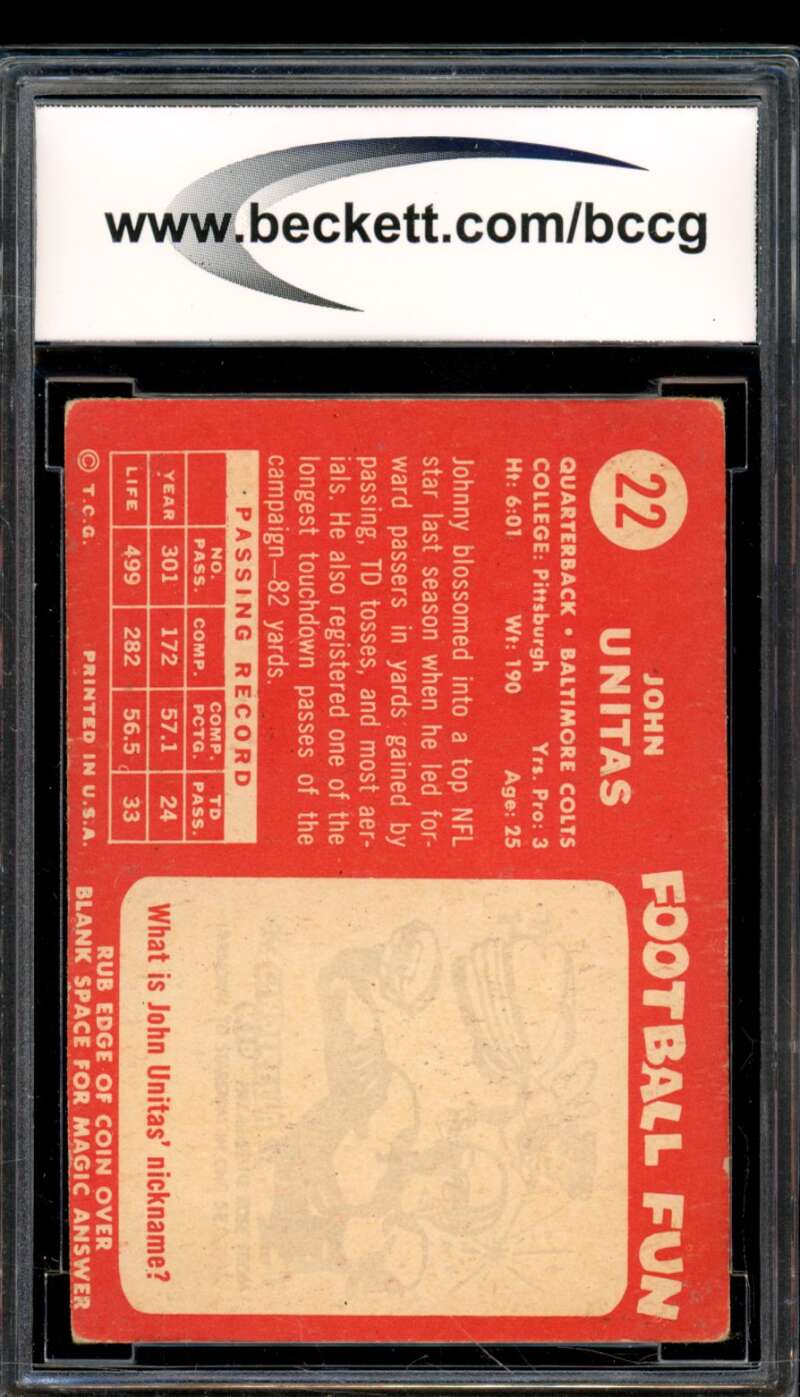 www.beckett.com/bccg
22
JOHN
UNITAS
QUARTERBACK • BALTIMORE COLTS
COLLEGE: Pittsburgh Yrs. Pro: 3
Ht: 6:01 Wt: 190 Age: 25
Johnny blossomed into a top NFL
star last season when he led for-
ward passers in yards gained by
passing, TD tosses, and most aer-
ials. He also registered one of the
longest touchdown passes of the
campaign—82 yards.
PASSING RECORD
NO. PASS. COMP. COMP. PCTG. TD PASS.
YEAR 301 172 57.1 24
LIFE 499 282 56.5 33
© T.C.G. PRINTED IN U.S.A.
FOOTBALL FUN
What is John Unitas' nickname?
RUB EDGE OF COIN OVER
BLANK SPACE FOR MAGIC ANSWER